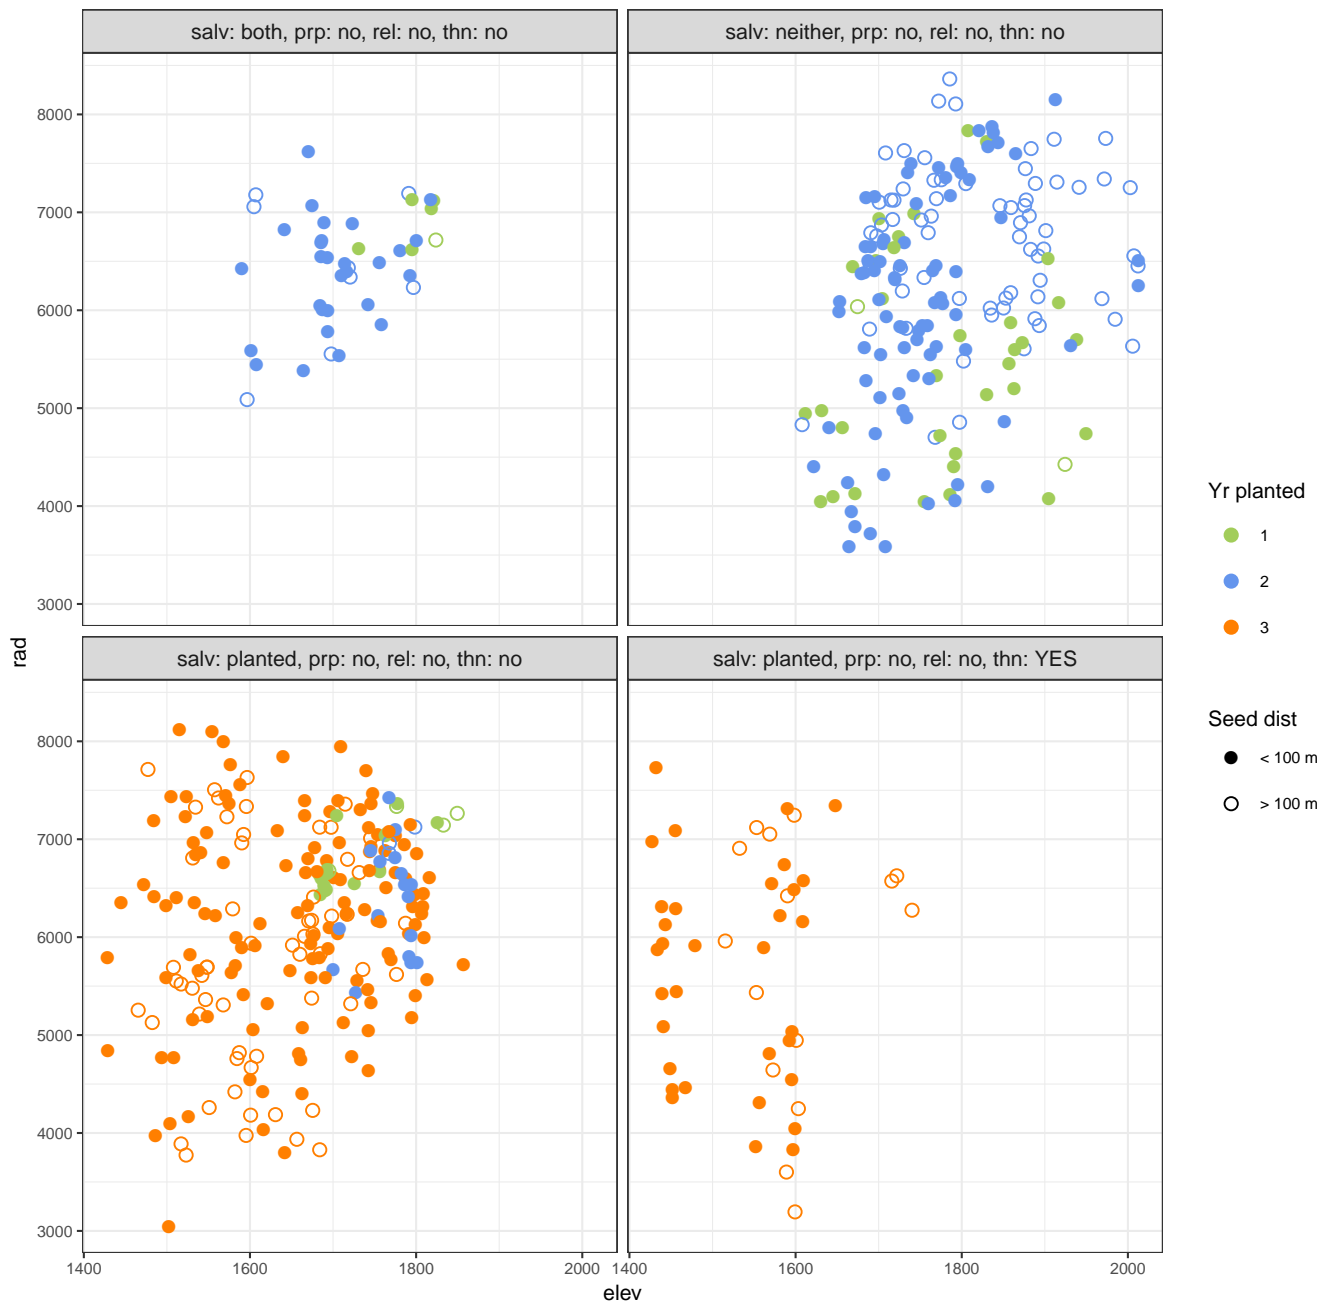 salv: both, prp: no, rel: no, thn: no
salv: neither, prp: no, rel: no, thn: no
8000
7000
6000
5000
4000
3000
salv: planted, prp: no, rel: no, thn: no
salv: planted, prp: no, rel: no, thn: YES
8000
7000
6000
5000
4000
3000
1400
1600
1800
2000
1400
1600
1800
2000
elev
rad
Yr planted
1
2
3
Seed dist
< 100 m
> 100 m